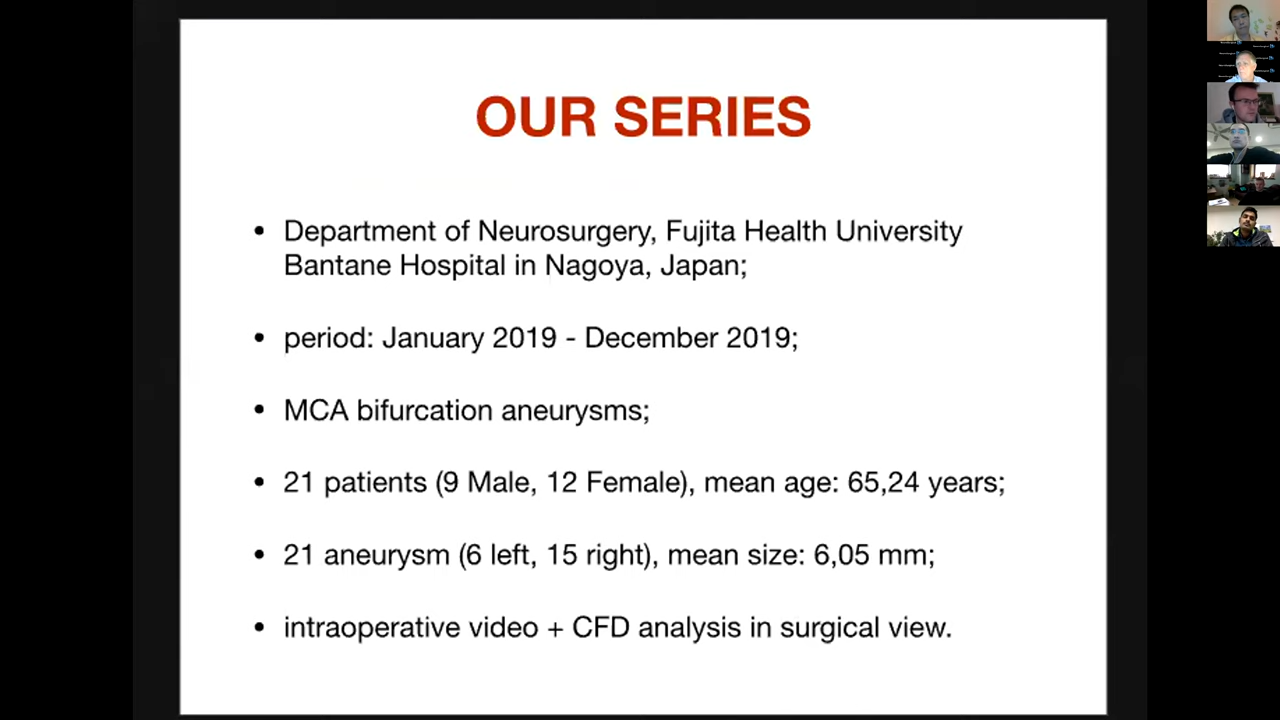 OUR SERIES
• Department of Neurosurgery, Fujita Health University
Bantane Hospital in Nagoya, Japan;
• period: January 2019 - December 2019;
• MCA bifurcation aneurysms;
• 21 patients (9 Male, 12 Female), mean age: 65,24 years;
• 21 aneurysm (6 left, 15 right), mean size: 6,05 mm;
• intraoperative video + CFD analysis in surgical view.